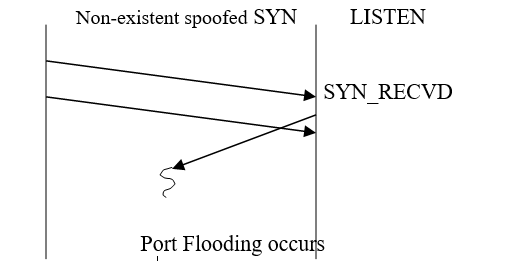 Non-existent spoofed SYN LISTEN
SYN_RECVD
Port Flooding occurs